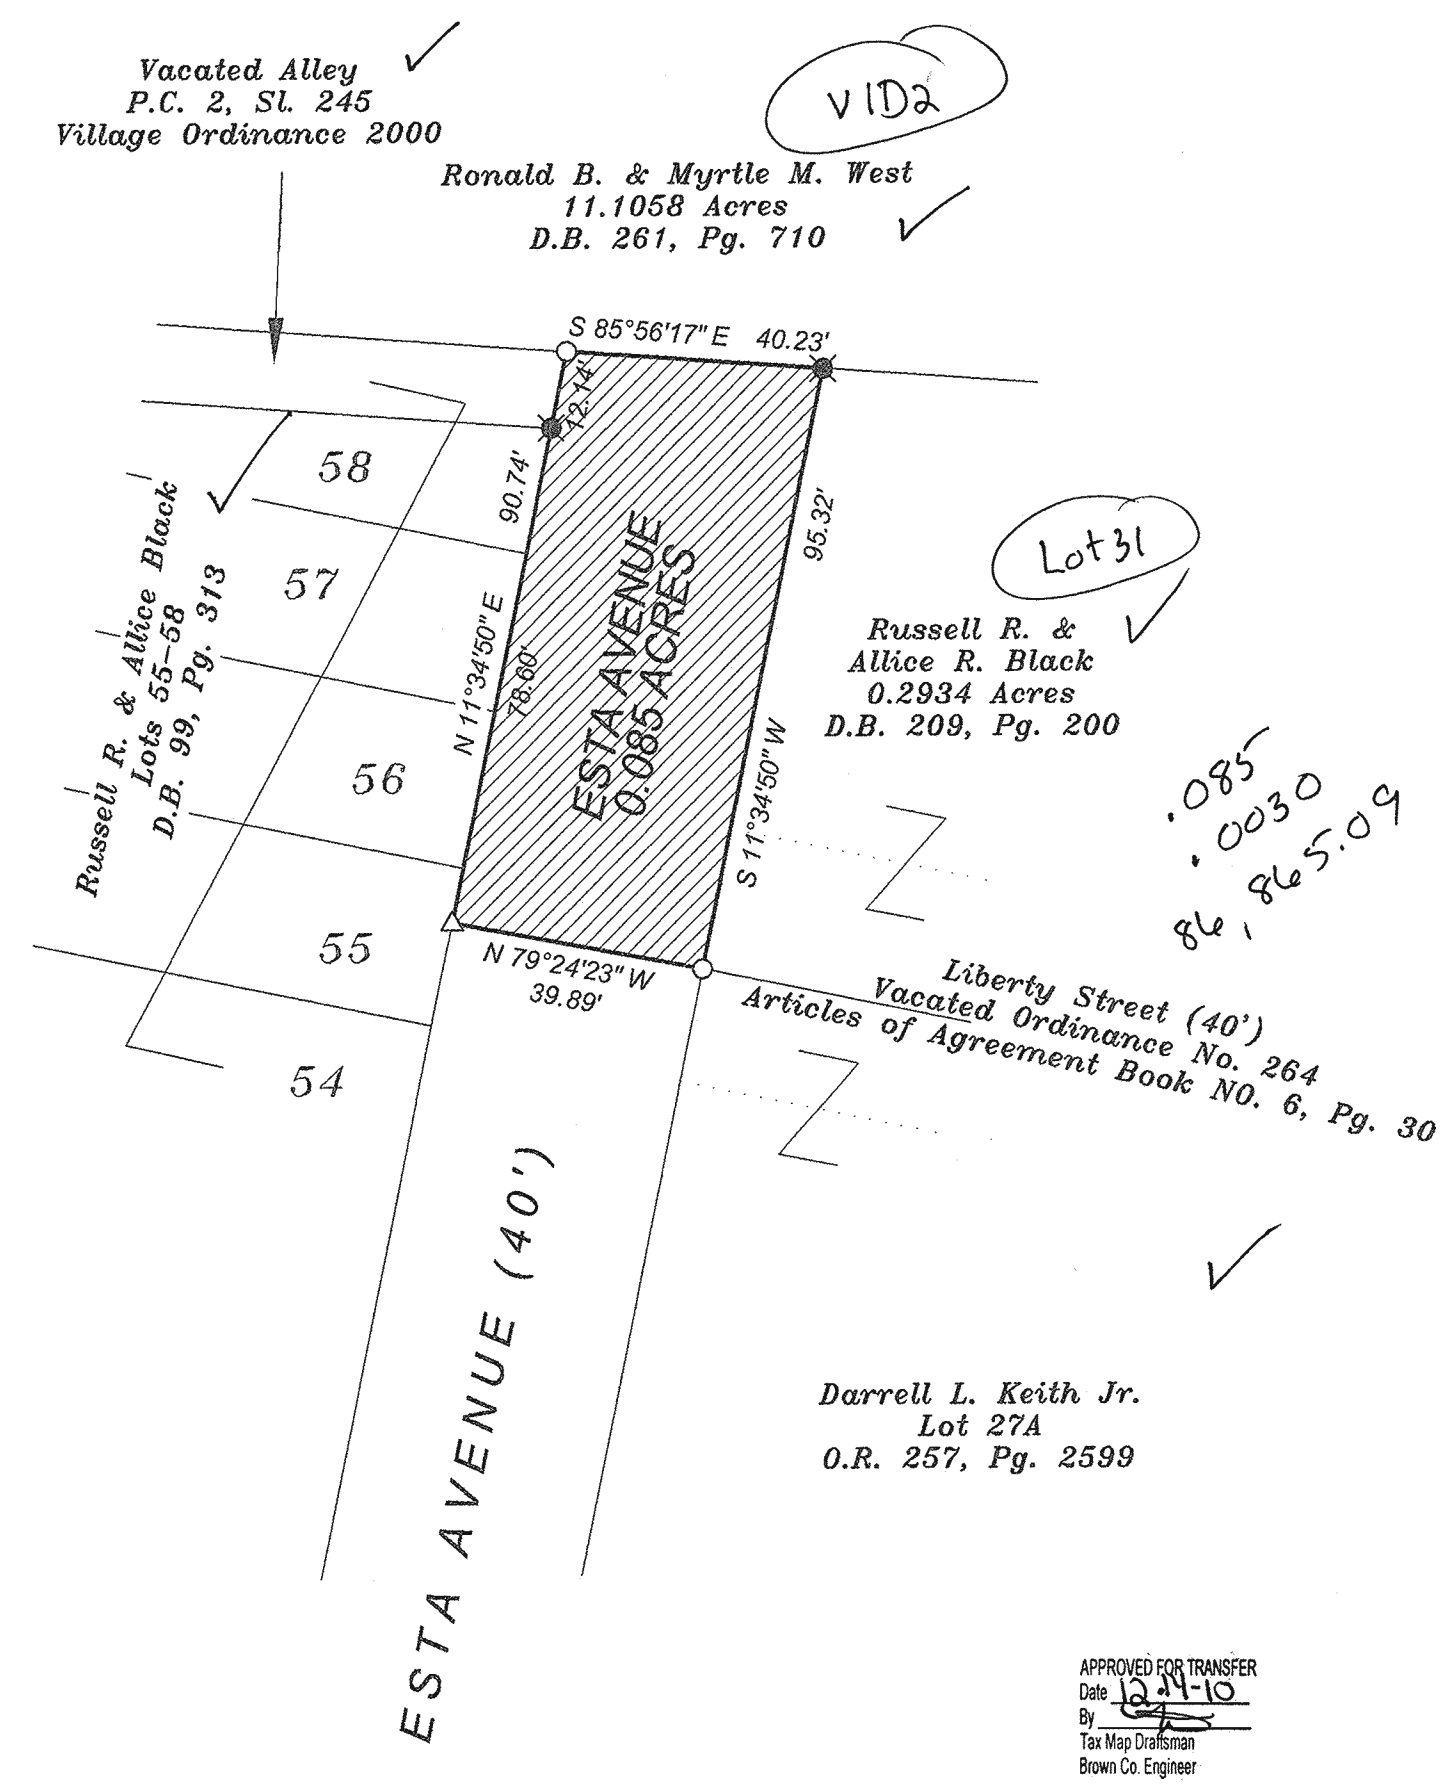 Vacated Alley
P.C. 2, Sl. 245
Village Ordinance 2000
V1D2
Ronald B. & Myrtle M. West
11.1058 Acres
D.B. 261, Pg. 710
S 85°56'17" E 40.23'
12.14'
58
90.74'
95.32'
Lot 31
57
Russell R. & Allice Black
Lots 55-58
D.B. 99, Pg. 313
N 11°34'50" E
78.60'
ESTA AVENUE
0.085 ACRES
Russell R. &
Allice R. Black
0.2934 Acres
D.B. 209, Pg. 200
56
S 11°34'50" W
.085
.0030
86,865.09
55
N 79°24'23" W
39.89'
Liberty Street (40')
Vacated Ordinance No. 264
Articles of Agreement Book NO. 6, Pg. 30
54
ESTA AVENUE (40')
Darrell L. Keith Jr.
Lot 27A
O.R. 257, Pg. 2599
APPROVED FOR TRANSFER
Date 12-14-10
By
Tax Map Draftsman
Brown Co. Engineer